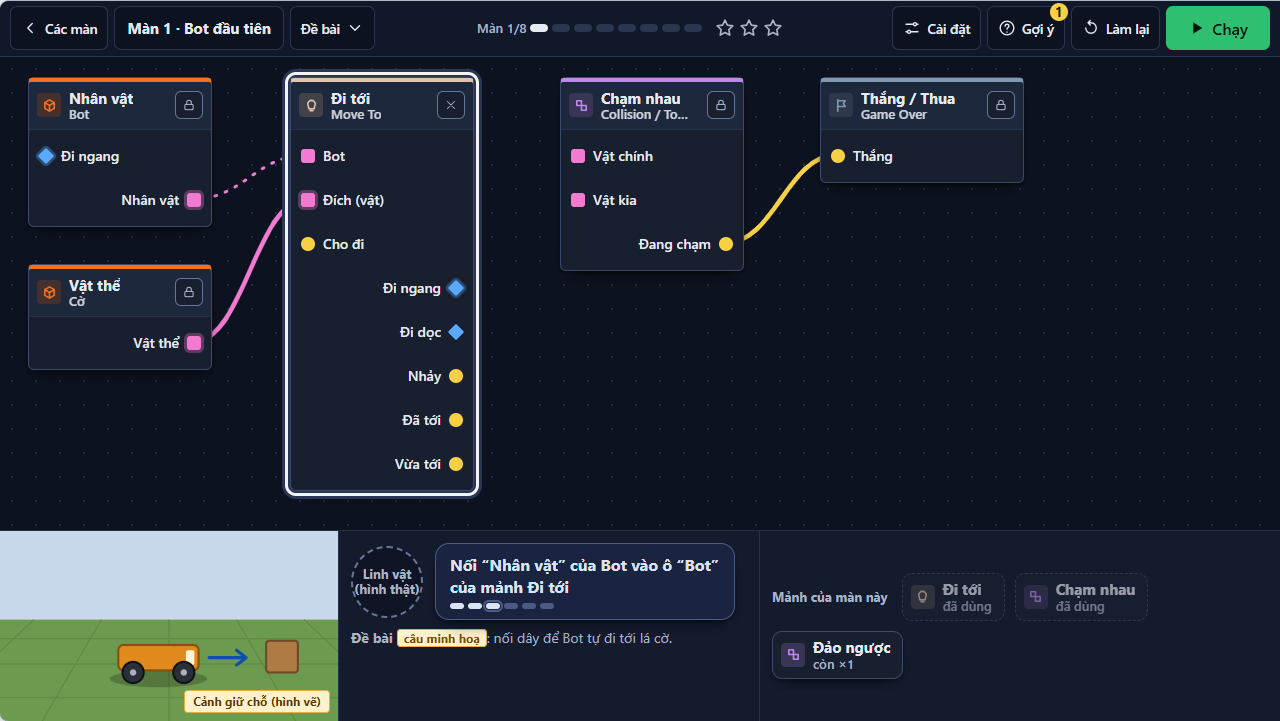 Các màn
Màn 1 · Bot đầu tiên
Đề bài
Màn 1/8
Cài đặt
Gợi ý
1
Làm lại
Chạy
Nhân vật
Bot
Đi ngang
Nhân vật
Vật thể
Cờ
Vật thể
Đi tới
Move To
Bot
Đích (vật)
Cho đi
Đi ngang
Đi dọc
Nhảy
Đã tới
Vừa tới
Chạm nhau
Collision / To...
Vật chính
Vật kia
Đang chạm
Thắng / Thua
Game Over
Thắng
Cảnh giữ chỗ (hình vẽ)
Linh vật
(hình thật)
Nối “Nhân vật” của Bot vào ô “Bot”
của mảnh Đi tới
Đề bài câu minh hoạ : nối dây để Bot tự đi tới lá cờ.
Mảnh của màn này
Đi tới
đã dùng
Chạm nhau
đã dùng
Đảo ngược
còn ×1